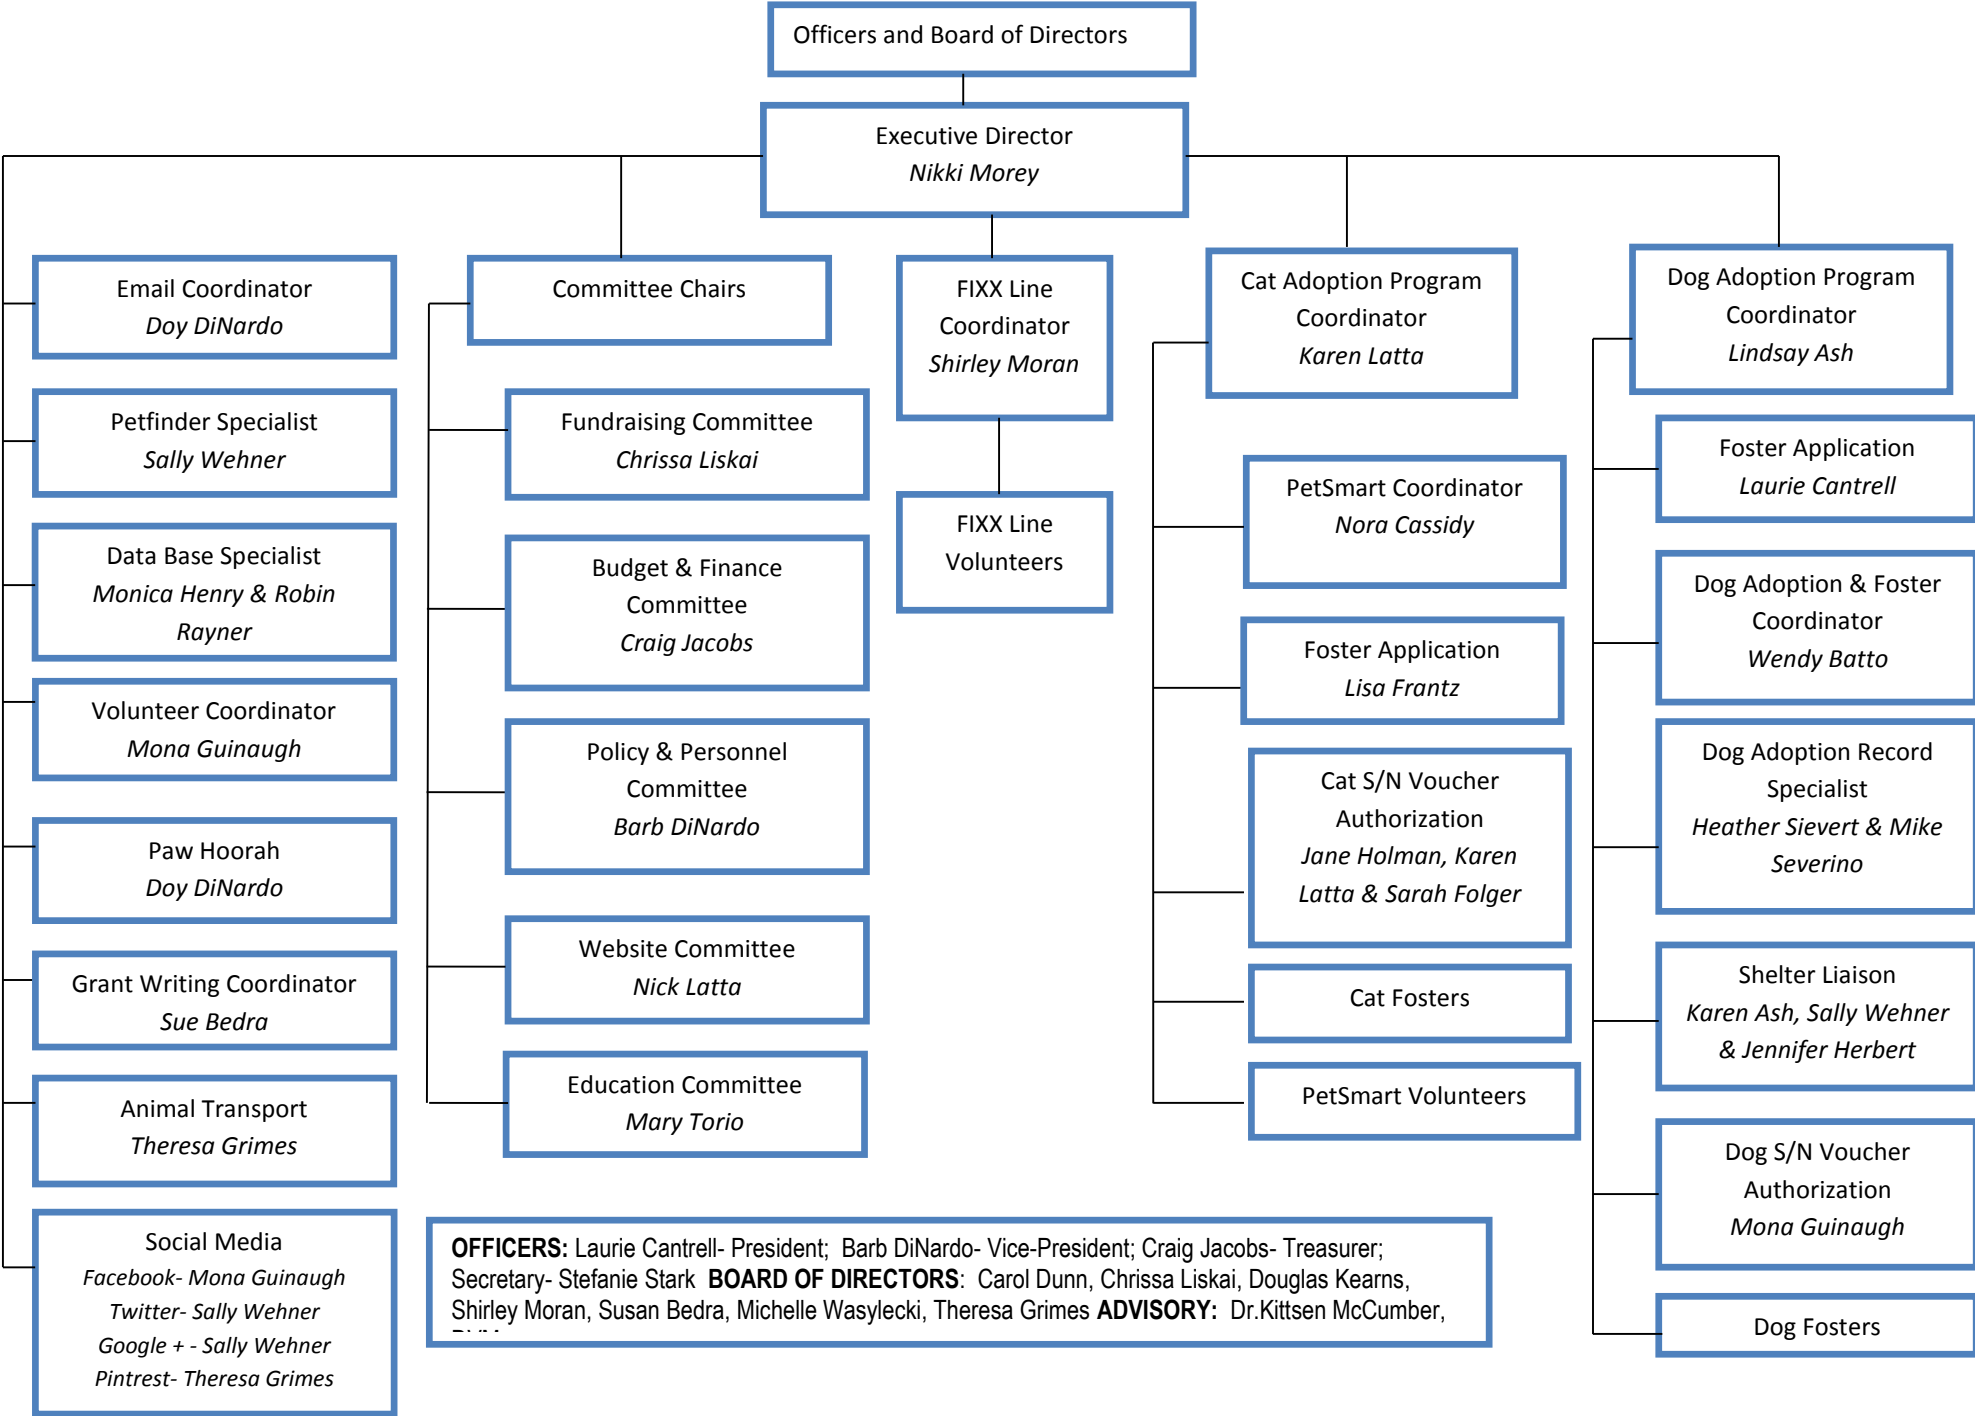 Officers and Board of Directors
Executive Director
Nikki Morey
Email Coordinator
Doy DiNardo
Petfinder Specialist
Sally Wehner
Data Base Specialist
Monica Henry & Robin
Rayner
Volunteer Coordinator
Mona Guinaugh
Paw Hoorah
Doy DiNardo
Grant Writing Coordinator
Sue Bedra
Animal Transport
Theresa Grimes
Social Media
Facebook- Mona Guinaugh
Twitter- Sally Wehner
Google + - Sally Wehner
Pintrest- Theresa Grimes
Committee Chairs
Fundraising Committee
Chrissa Liskai
Budget & Finance
Committee
Craig Jacobs
Policy & Personnel
Committee
Barb DiNardo
Website Committee
Nick Latta
Education Committee
Mary Torio
FIXX Line
Coordinator
Shirley Moran
FIXX Line
Volunteers
Cat Adoption Program
Coordinator
Karen Latta
PetSmart Coordinator
Nora Cassidy
Foster Application
Lisa Frantz
Cat S/N Voucher
Authorization
Jane Holman, Karen
Latta & Sarah Folger
Cat Fosters
PetSmart Volunteers
Dog Adoption Program
Coordinator
Lindsay Ash
Foster Application
Laurie Cantrell
Dog Adoption & Foster
Coordinator
Wendy Batto
Dog Adoption Record
Specialist
Heather Sievert & Mike
Severino
Shelter Liaison
Karen Ash, Sally Wehner
& Jennifer Herbert
Dog S/N Voucher
Authorization
Mona Guinaugh
Dog Fosters
OFFICERS: Laurie Cantrell- President; Barb DiNardo- Vice-President; Craig Jacobs- Treasurer;
Secretary- Stefanie Stark BOARD OF DIRECTORS: Carol Dunn, Chrissa Liskai, Douglas Kearns,
Shirley Moran, Susan Bedra, Michelle Wasylecki, Theresa Grimes ADVISORY: Dr.Kittsen McCumber,